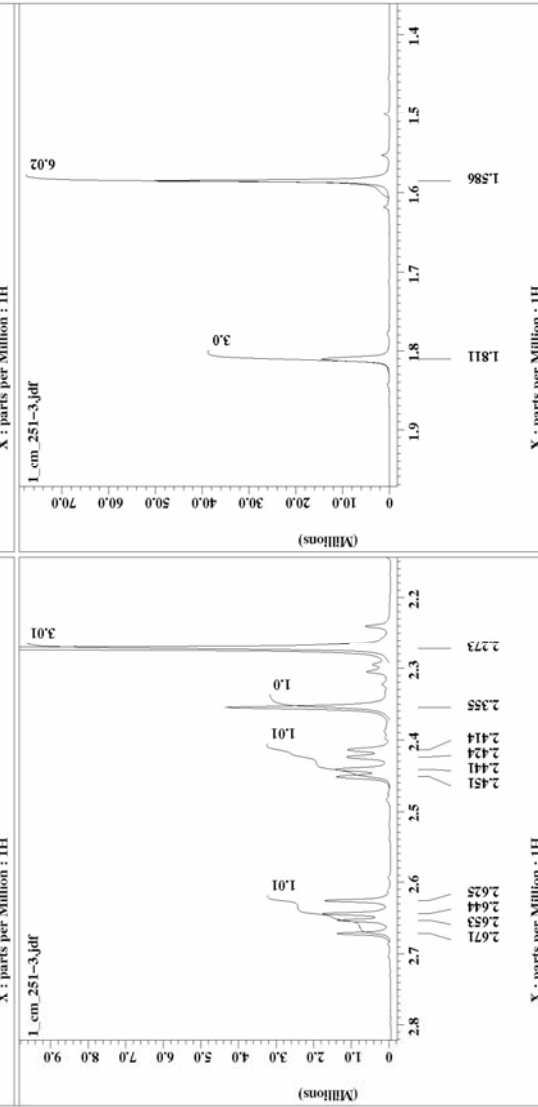 X : parts per Million : 1H
1_cm_251-3.jdf
6.02
3.0
(Millions)
0 10.0 20.0 30.0 40.0 50.0 60.0 70.0
1.9 1.8 1.7 1.6 1.5 1.4
1.811
1.586
X : parts per Million : 1H
X : parts per Million : 1H
1_cm_251-3.jdf
1.01
1.01
1.0
3.01
(Millions)
0 1.0 2.0 3.0 4.0 5.0 6.0 7.0 8.0 9.0
2.8 2.7 2.6 2.5 2.4 2.3 2.2
2.671
2.653
2.644
2.625
2.451
2.441
2.424
2.414
2.355
2.273
X : parts per Million : 1H